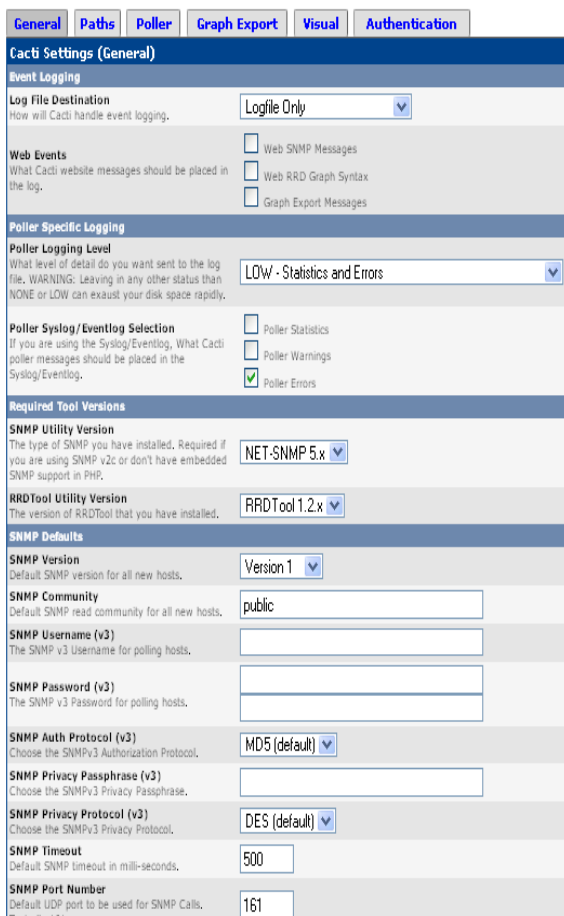 General Paths Poller Graph Export Visual Authentication
Cacti Settings (General)
Event Logging
Log File Destination
How will Cacti handle event logging.
Logfile Only
Web Events
What Cacti website messages should be placed in
the log.
Web SNMP Messages
Web RRD Graph Syntax
Graph Export Messages
Poller Specific Logging
Poller Logging Level
What level of detail do you want sent to the log
file. WARNING: Leaving in any other status than
NONE or LOW can exaust your disk space rapidly.
LOW - Statistics and Errors
Poller Syslog/Eventlog Selection
If you are using the Syslog/Eventlog, What Cacti
poller messages should be placed in the
Syslog/Eventlog.
Poller Statistics
Poller Warnings
Poller Errors
Required Tool Versions
SNMP Utility Version
The type of SNMP you have installed. Required if
you are using SNMP v2c or don't have embedded
SNMP support in PHP.
NET-SNMP 5.x
RRDTool Utility Version
The version of RRDTool that you have installed.
RRDTool 1.2.x
SNMP Defaults
SNMP Version
Default SNMP version for all new hosts.
Version 1
SNMP Community
Default SNMP read community for all new hosts.
public
SNMP Username (v3)
The SNMP v3 Username for polling hosts.
SNMP Password (v3)
The SNMP v3 Password for polling hosts.
SNMP Auth Protocol (v3)
Choose the SNMPv3 Authorization Protocol.
MD5 (default)
SNMP Privacy Passphrase (v3)
Choose the SNMPv3 Privacy Passphrase.
SNMP Privacy Protocol (v3)
Choose the SNMPv3 Privacy Protocol.
DES (default)
SNMP Timeout
Default SNMP timeout in milli-seconds.
500
SNMP Port Number
Default UDP port to be used for SNMP Calls.
161